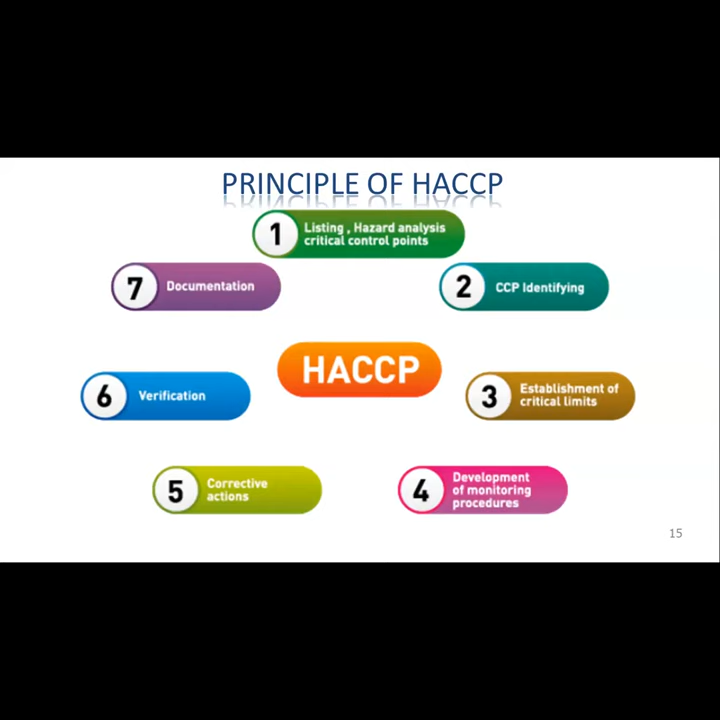 PRINCIPLE OF HACCP
1 Listing , Hazard analysis
critical control points
2 CCP Identifying
3 Establishment of
critical limits
4 Development
of monitoring
procedures
5 Corrective
actions
6 Verification
7 Documentation
HACCP
15